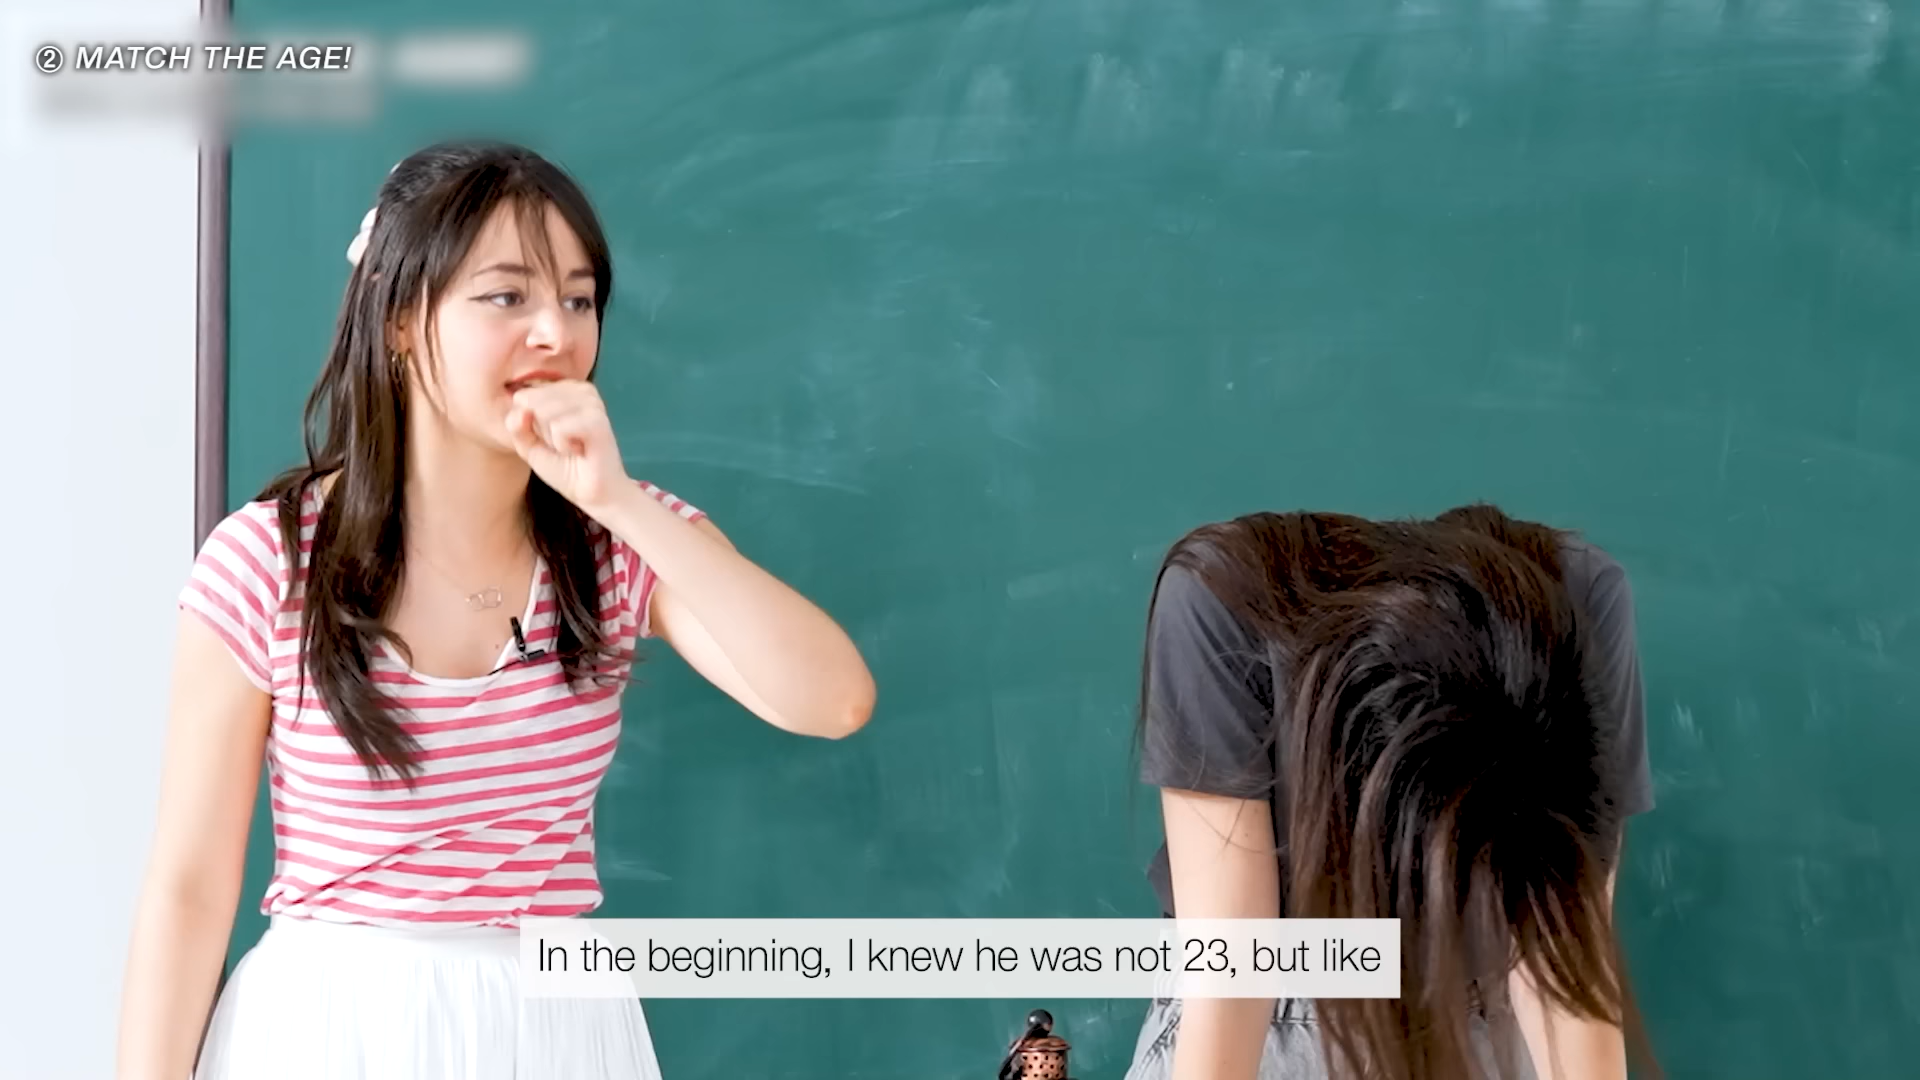 ② MATCH THE AGE!
In the beginning, I knew he was not 23, but like